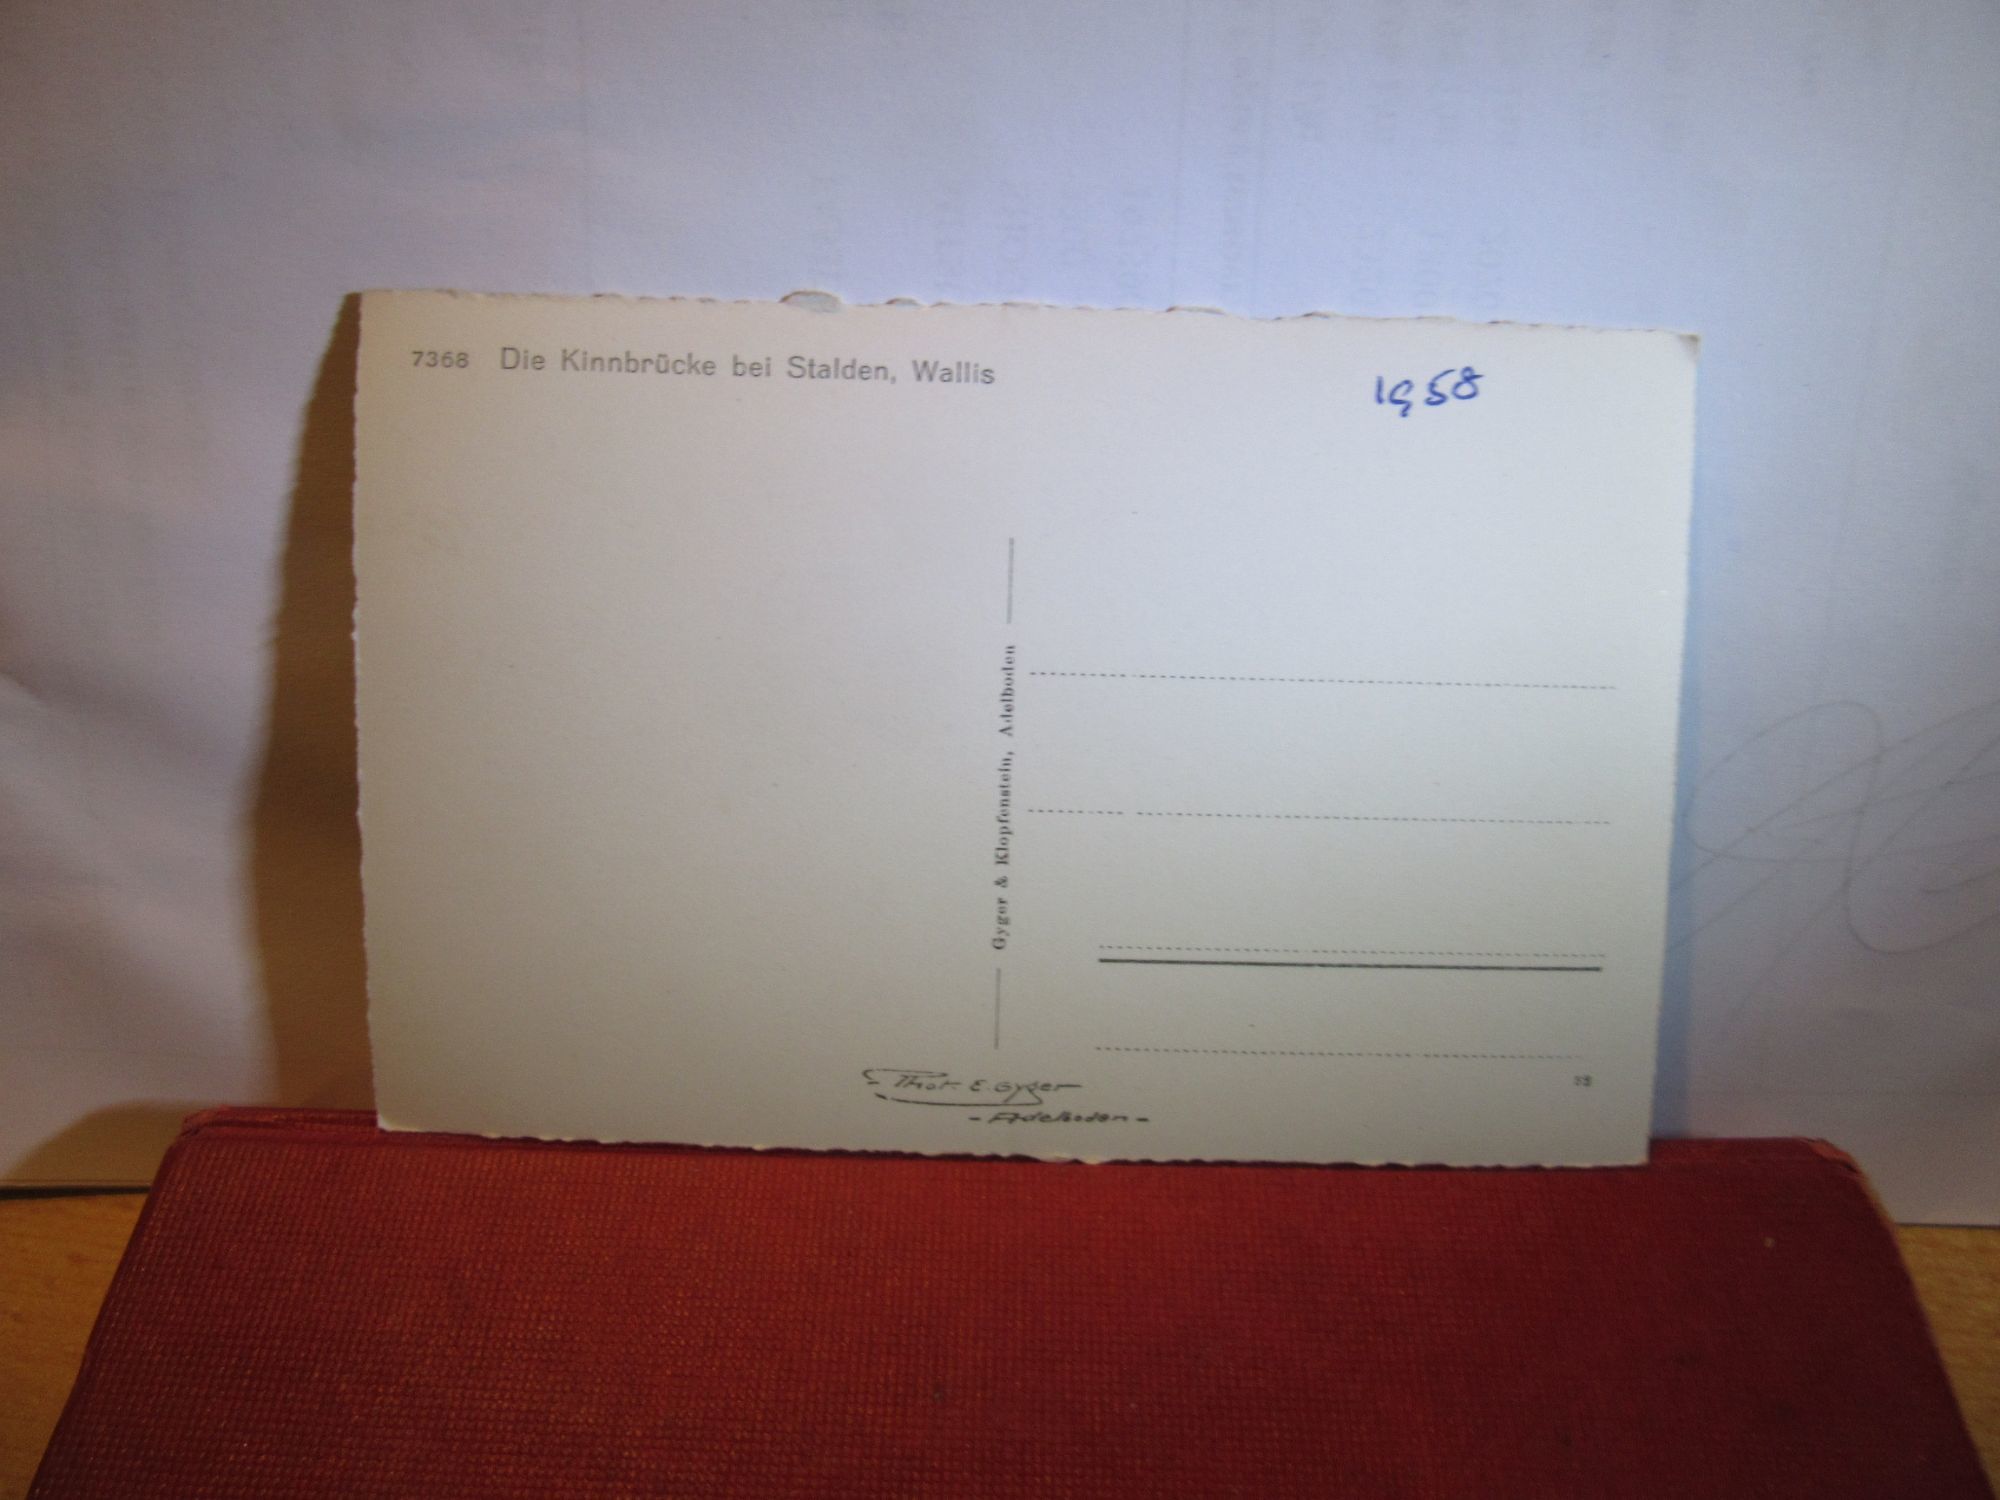 7368 Die Kinnbrücke bei Stalden, Wallis
1958
Gyger & Klopfenstein, Adelboden
Phot. E. Gyger
- Adelboden -